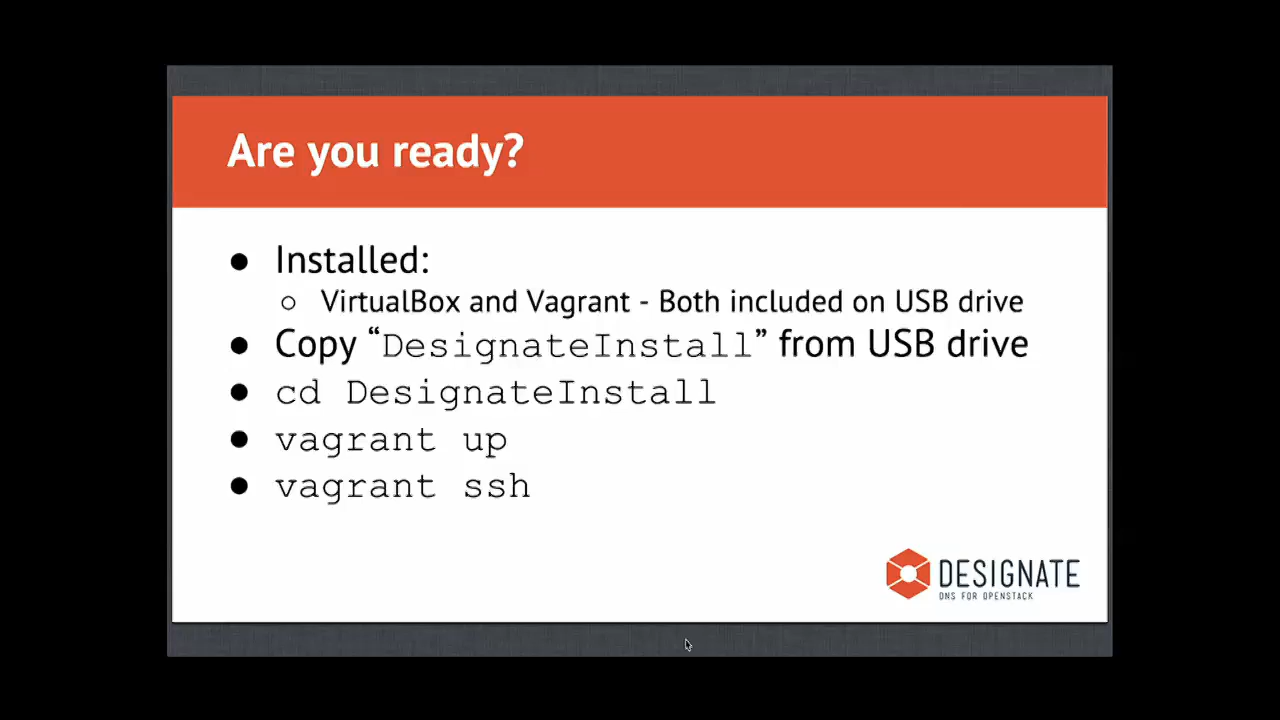 Are you ready?
● Installed:
○ VirtualBox and Vagrant - Both included on USB drive
● Copy “DesignateInstall” from USB drive
● cd DesignateInstall
● vagrant up
● vagrant ssh
DESIGNATE
DNS FOR OPENSTACK